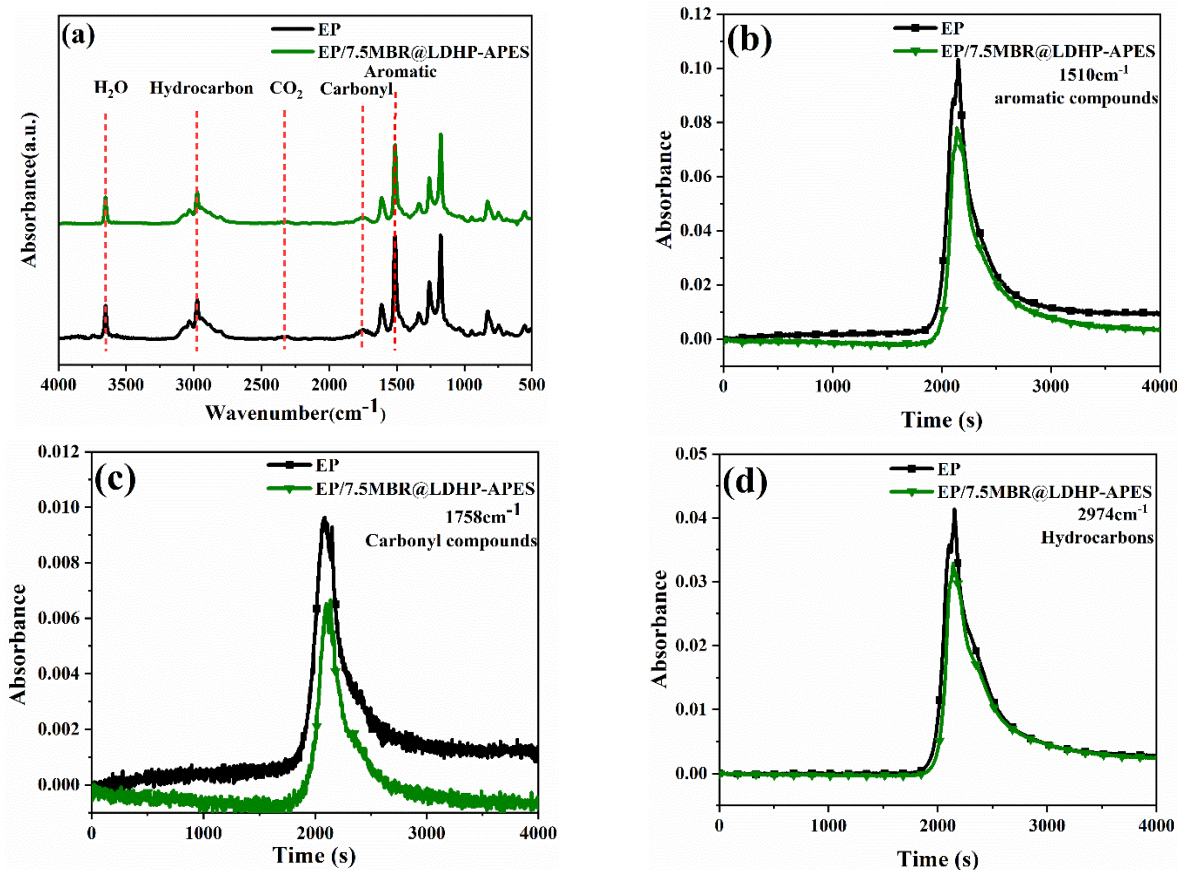 (a)
EP
EP/7.5MBR@LDHP-APES
Aromatic
H₂O Hydrocarbon CO₂ Carbonyl
Absorbance(a.u.)
4000 3500 3000 2500 2000 1500 1000 500
Wavenumber(cm⁻¹)
(b)
EP
EP/7.5MBR@LDHP-APES
1510cm⁻¹
aromatic compounds
Absorbance
0.12
0.10
0.08
0.06
0.04
0.02
0.00
0 1000 2000 3000 4000
Time (s)
(c)
EP
EP/7.5MBR@LDHP-APES
1758cm⁻¹
Carbonyl compounds
Absorbance
0.012
0.010
0.008
0.006
0.004
0.002
0.000
0 1000 2000 3000 4000
Time (s)
(d)
EP
EP/7.5MBR@LDHP-APES
2974cm⁻¹
Hydrocarbons
Absorbance
0.05
0.04
0.03
0.02
0.01
0.00
0 1000 2000 3000 4000
Time (s)